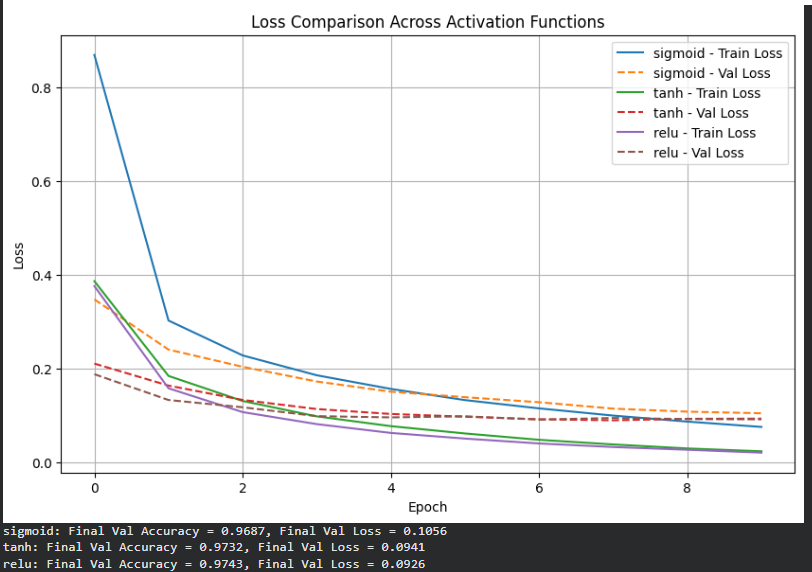 Loss Comparison Across Activation Functions
sigmoid - Train Loss
sigmoid - Val Loss
tanh - Train Loss
tanh - Val Loss
relu - Train Loss
relu - Val Loss
0.8
0.6
0.4
0.2
0.0
Loss
0 2 4 6 8
Epoch
sigmoid: Final Val Accuracy = 0.9687, Final Val Loss = 0.1056
tanh: Final Val Accuracy = 0.9732, Final Val Loss = 0.0941
relu: Final Val Accuracy = 0.9743, Final Val Loss = 0.0926